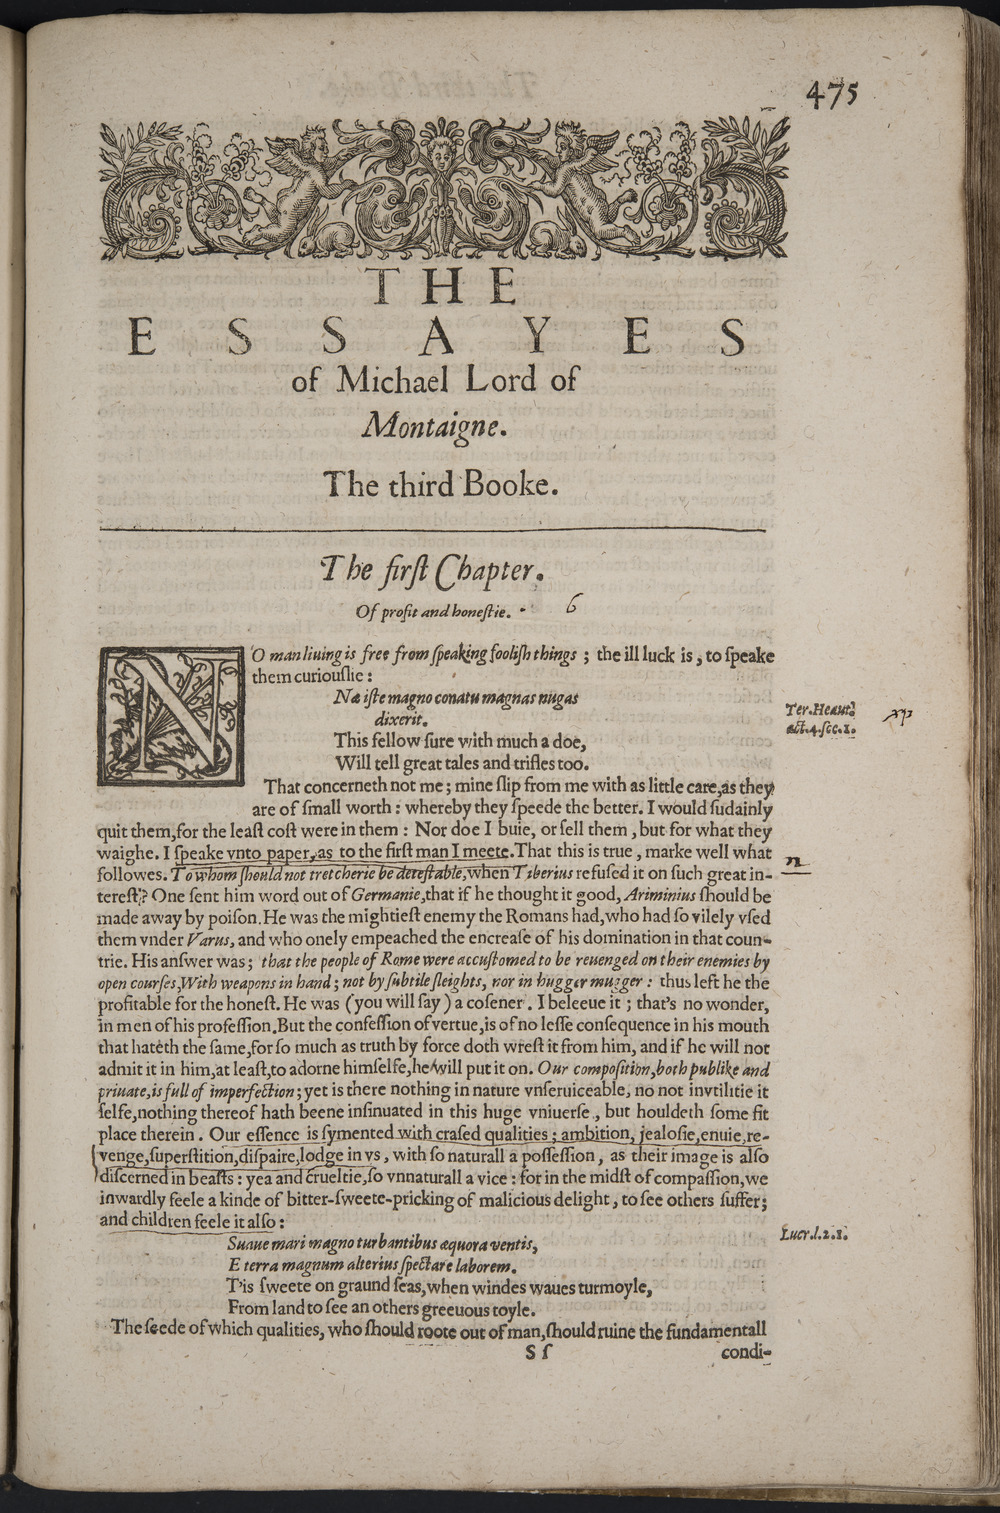 475
THE
ESSAYES
of Michael Lord of
Montaigne.
The third Booke.
The firſt Chapter.
Of profit and honeſtie. 6
NO man liuing is free from ſpeaking fooliſh things ; the ill luck is, to ſpeake
them curiouſlie :
Næ iſte magno conatu magnas nugas
dixerit.
Ter. Heaut.
act.4.ſcc.1.
This fellow ſure with much a doe,
Will tell great tales and trifles too.
That concerneth not me ; mine ſlip from me with as little care, as they
are of ſmall worth : whereby they ſpeede the better. I would ſudainly
quit them, for the leaſt coſt were in them : Nor doe I buie, or ſell them, but for what they
waighe. I ſpeake vnto paper, as to the firſt man I meete. That this is true, marke well what
n
followes. To whom ſhould not tretcherie be deteſtable, when Tiberius refuſed it on ſuch great in-
tereſt? One ſent him word out of Germanie, that if he thought it good, Ariminius ſhould be
made away by poiſon. He was the mightieſt enemy the Romans had, who had ſo vilely vſed
them vnder Varus, and who onely empeached the encreaſe of his domination in that coun-
trie. His anſwer was ; that the people of Rome were accuſtomed to be reuenged on their enemies by
open courſes, With weapons in hand ; not by ſubtile ſleights, nor in hugger mugger : thus left he the
profitable for the honeſt. He was (you will ſay) a coſener. I beleeue it ; that's no wonder,
in men of his profeſſion. But the confeſſion of vertue, is of no leſſe conſequence in his mouth
that hateth the ſame, for ſo much as truth by force doth wreſt it from him, and if he will not
admit it in him, at leaſt, to adorne himſelfe, he will put it on. Our compoſition, both publike and
priuate, is full of imperfection ; yet is there nothing in nature vnſeruiceable, no not invtilitie it
ſelfe, nothing thereof hath beene inſinuated in this huge vniuerſe, but houldeth ſome fit
place therein. Our eſſence is ſymented with craſed qualities ; ambition, jealoſie, enuie, re-
venge, ſuperſtition, diſpaire, lodge in vs, with ſo naturall a poſſeſſion, as their image is alſo
diſcerned in beaſts : yea and crueltie, ſo vnnaturall a vice : for in the midſt of compaſſion, we
inwardly feele a kinde of bitter-ſweete-pricking of malicious delight, to ſee others ſuffer ;
and children feele it alſo :
Lucr.l.2.1.
Suaue mari magno turbantibus æquora ventis,
E terra magnum alterius ſpectare laborem.
T'is ſweete on graund ſeas, when windes waues turmoyle,
From land to ſee an others greeuous toyle.
The ſeede of which qualities, who ſhould roote out of man, ſhould ruine the fundamentall
S ſ condi-